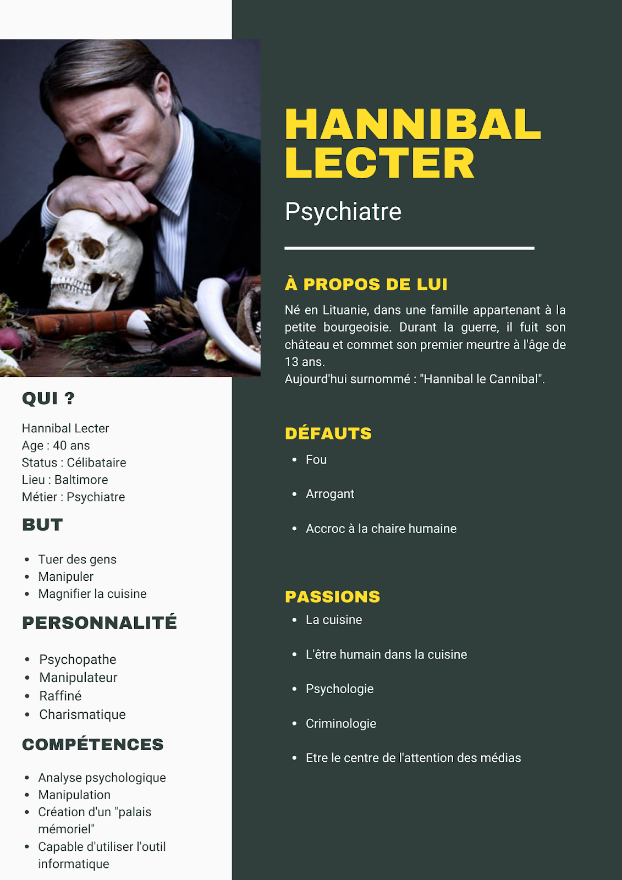 HANNIBAL
LECTER
Psychiatre
À PROPOS DE LUI
Né en Lituanie, dans une famille appartenant à la
petite bourgeoisie. Durant la guerre, il fuit son
château et commet son premier meurtre à l'âge de
13 ans.
Aujourd'hui surnommé : "Hannibal le Cannibal".
DÉFAUTS
• Fou
• Arrogant
• Accroc à la chaire humaine
PASSIONS
• La cuisine
• L'être humain dans la cuisine
• Psychologie
• Criminologie
• Etre le centre de l'attention des médias
QUI ?
Hannibal Lecter
Age : 40 ans
Status : Célibataire
Lieu : Baltimore
Métier : Psychiatre
BUT
• Tuer des gens
• Manipuler
• Magnifier la cuisine
PERSONNALITÉ
• Psychopathe
• Manipulateur
• Raffiné
• Charismatique
COMPÉTENCES
• Analyse psychologique
• Manipulation
• Création d'un "palais
mémoriel"
• Capable d'utiliser l'outil
informatique